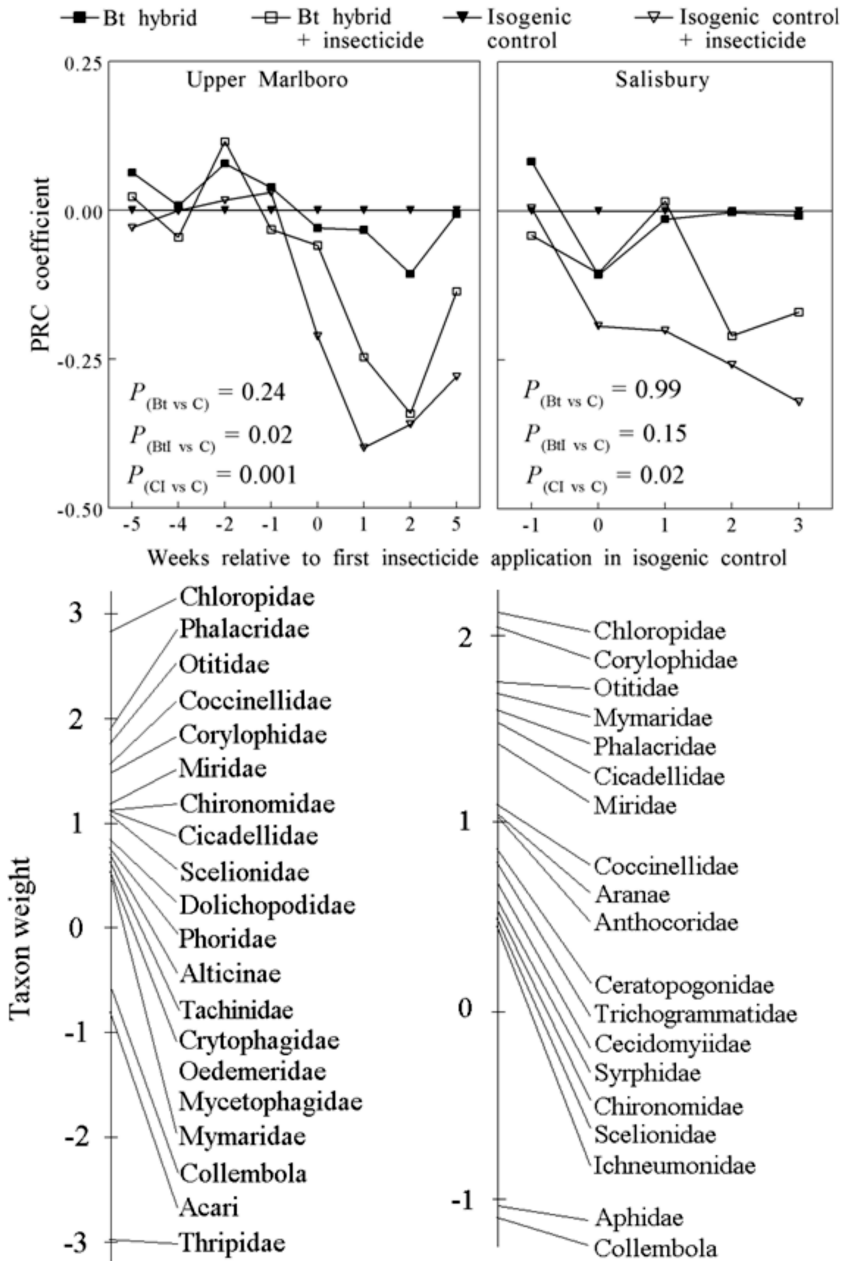 Bt hybrid
Bt hybrid + insecticide
Isogenic control
Isogenic control + insecticide
Upper Marlboro
Salisbury
PRC coefficient
0.25
0.00
-0.25
-0.50
P(Bt vs C) = 0.24
P(BtI vs C) = 0.02
P(CI vs C) = 0.001
P(Bt vs C) = 0.99
P(BtI vs C) = 0.15
P(CI vs C) = 0.02
-5 -4 -2 -1 0 1 2 5
-1 0 1 2 3
Weeks relative to first insecticide application in isogenic control
Taxon weight
3
2
1
0
-1
-2
-3
Chloropidae
Phalacridae
Otitidae
Coccinellidae
Corylophidae
Miridae
Chironomidae
Cicadellidae
Scelionidae
Dolichopodidae
Phoridae
Alticinae
Tachinidae
Crytophagidae
Oedemeridae
Mycetophagidae
Mymaridae
Collembola
Acari
Thripidae
2
1
0
-1
Chloropidae
Corylophidae
Otitidae
Mymaridae
Phalacridae
Cicadellidae
Miridae
Coccinellidae
Aranae
Anthocoridae
Ceratopogonidae
Trichogrammatidae
Cecidomyiidae
Syrphidae
Chironomidae
Scelionidae
Ichneumonidae
Aphidae
Collembola